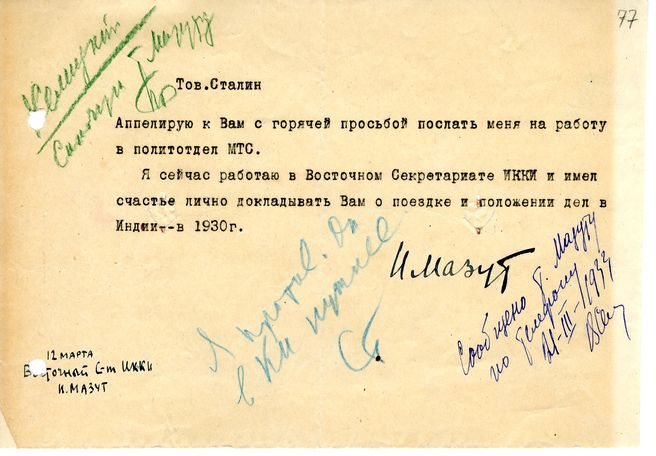 77
т. Мазуту
Тов.Сталин
Аппелирую к Вам с горячей просьбой послать меня на работу
в политотдел МТС.
Я сейчас работаю в Восточном Секретариате ИККИ и имел
счастье лично докладывать Вам о поездке и положении дел в
Индии - в 1930г.
И Мазут
Я против. Он
в КИ нужнее
Ст
Сообщено т. Мазуту
по телефону
21-III-1933
12 МАРТА
Восточный С-т ИККИ
И. МАЗУТ